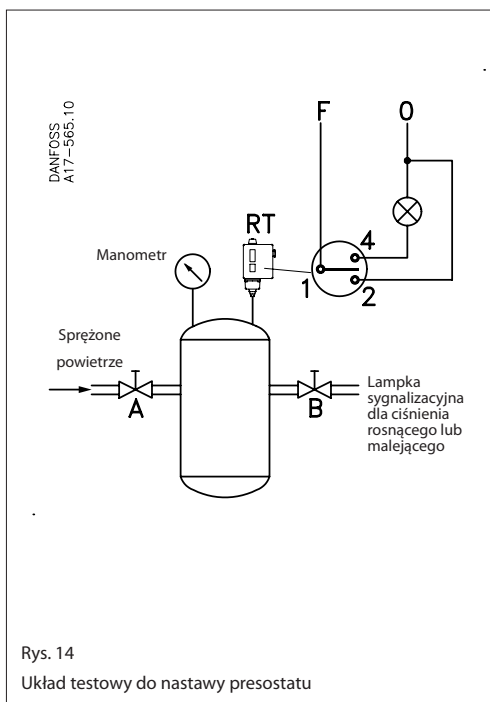 DANFOSS
A17-565.10
F
O
RT
4
1
2
Manometr
Sprężone
powietrze
A
B
Lampka
sygnalizacyjna
dla ciśnienia
rosnącego lub
malejącego
Rys. 14
Układ testowy do nastawy presostatu